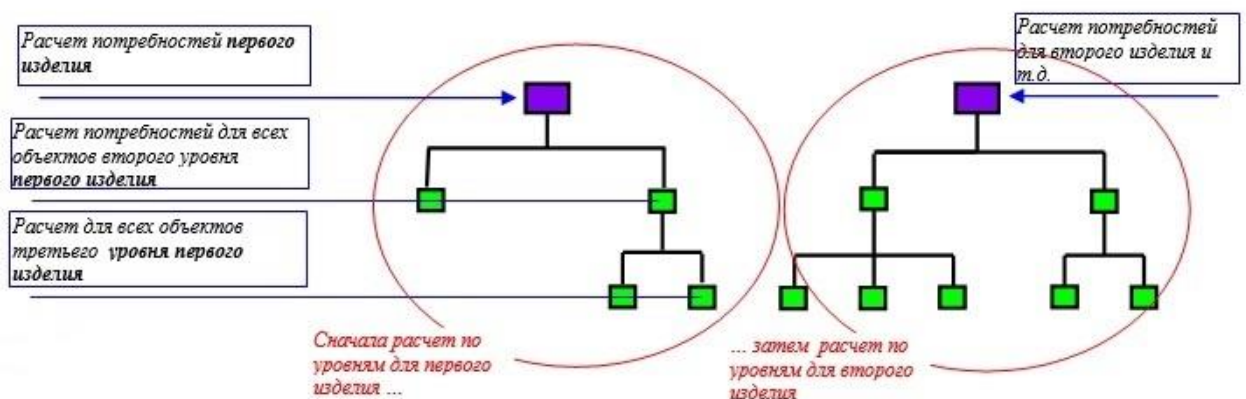 Расчет потребностей первого
изделия
Расчет потребностей
для второго изделия и
т.д.
Расчет потребностей для всех
объектов второго уровня
первого изделия
Расчет для всех объектов
третьего уровня первого
изделия
Сначала расчет по
уровням для первого
изделия ...
... затем расчет по
уровням для второго
изделия